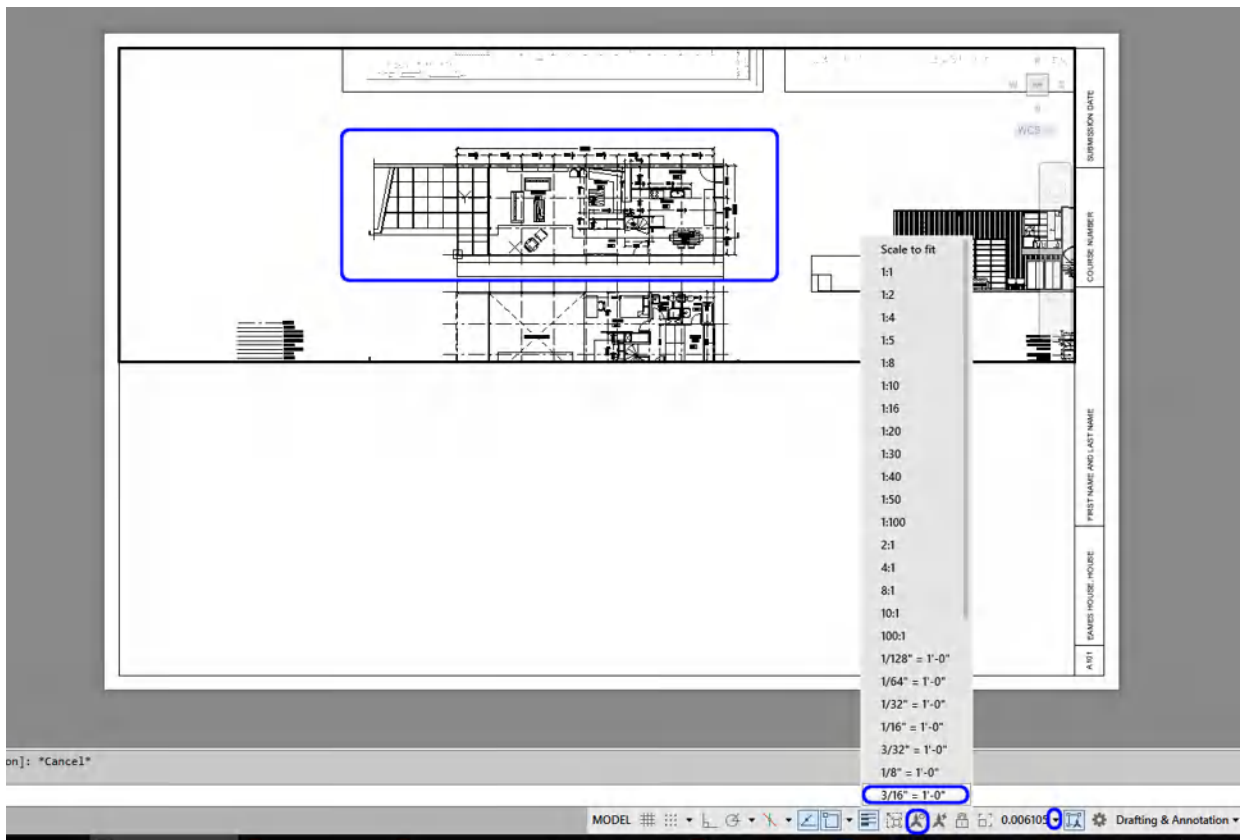 W
S
WCS
SUBMISSION DATE
COURSE NUMBER
FIRST NAME AND LAST NAME
EAMES HOUSE, HOUSE
A101
Scale to fit
1:1
1:2
1:4
1:5
1:8
1:10
1:16
1:20
1:30
1:40
1:50
1:100
2:1
4:1
8:1
10:1
100:1
1/128" = 1'-0"
1/64" = 1'-0"
1/32" = 1'-0"
1/16" = 1'-0"
3/32" = 1'-0"
1/8" = 1'-0"
3/16" = 1'-0"
on]: *Cancel*
MODEL 0.006105 Drafting & Annotation